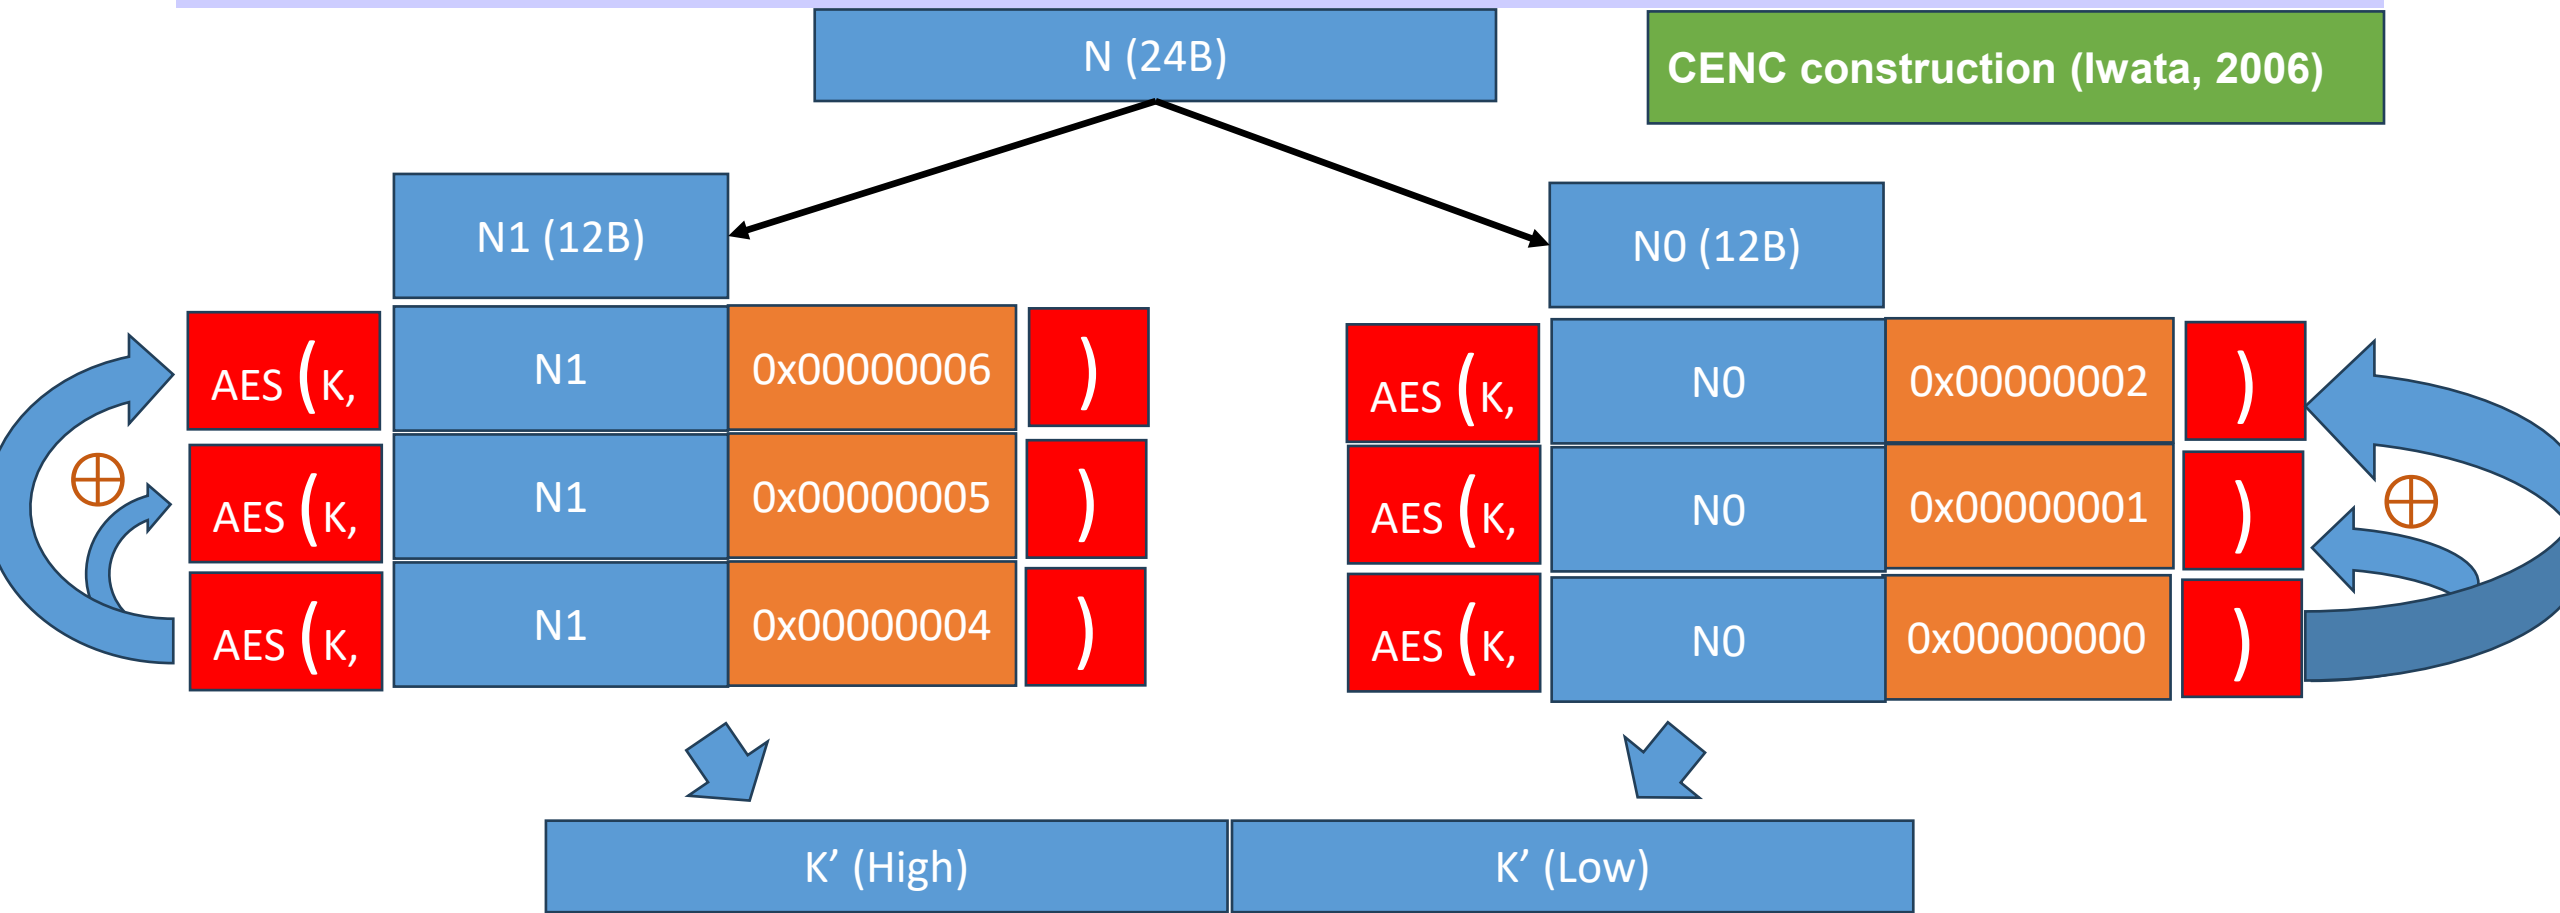 N (24B)
CENC construction (Iwata, 2006)
N1 (12B)
N0 (12B)
AES (K, N1 0x00000006 )
AES (K, N0 0x00000002 )
AES (K, N1 0x00000005 )
AES (K, N0 0x00000001 )
AES (K, N1 0x00000004 )
AES (K, N0 0x00000000 )
K’ (High)
K’ (Low)